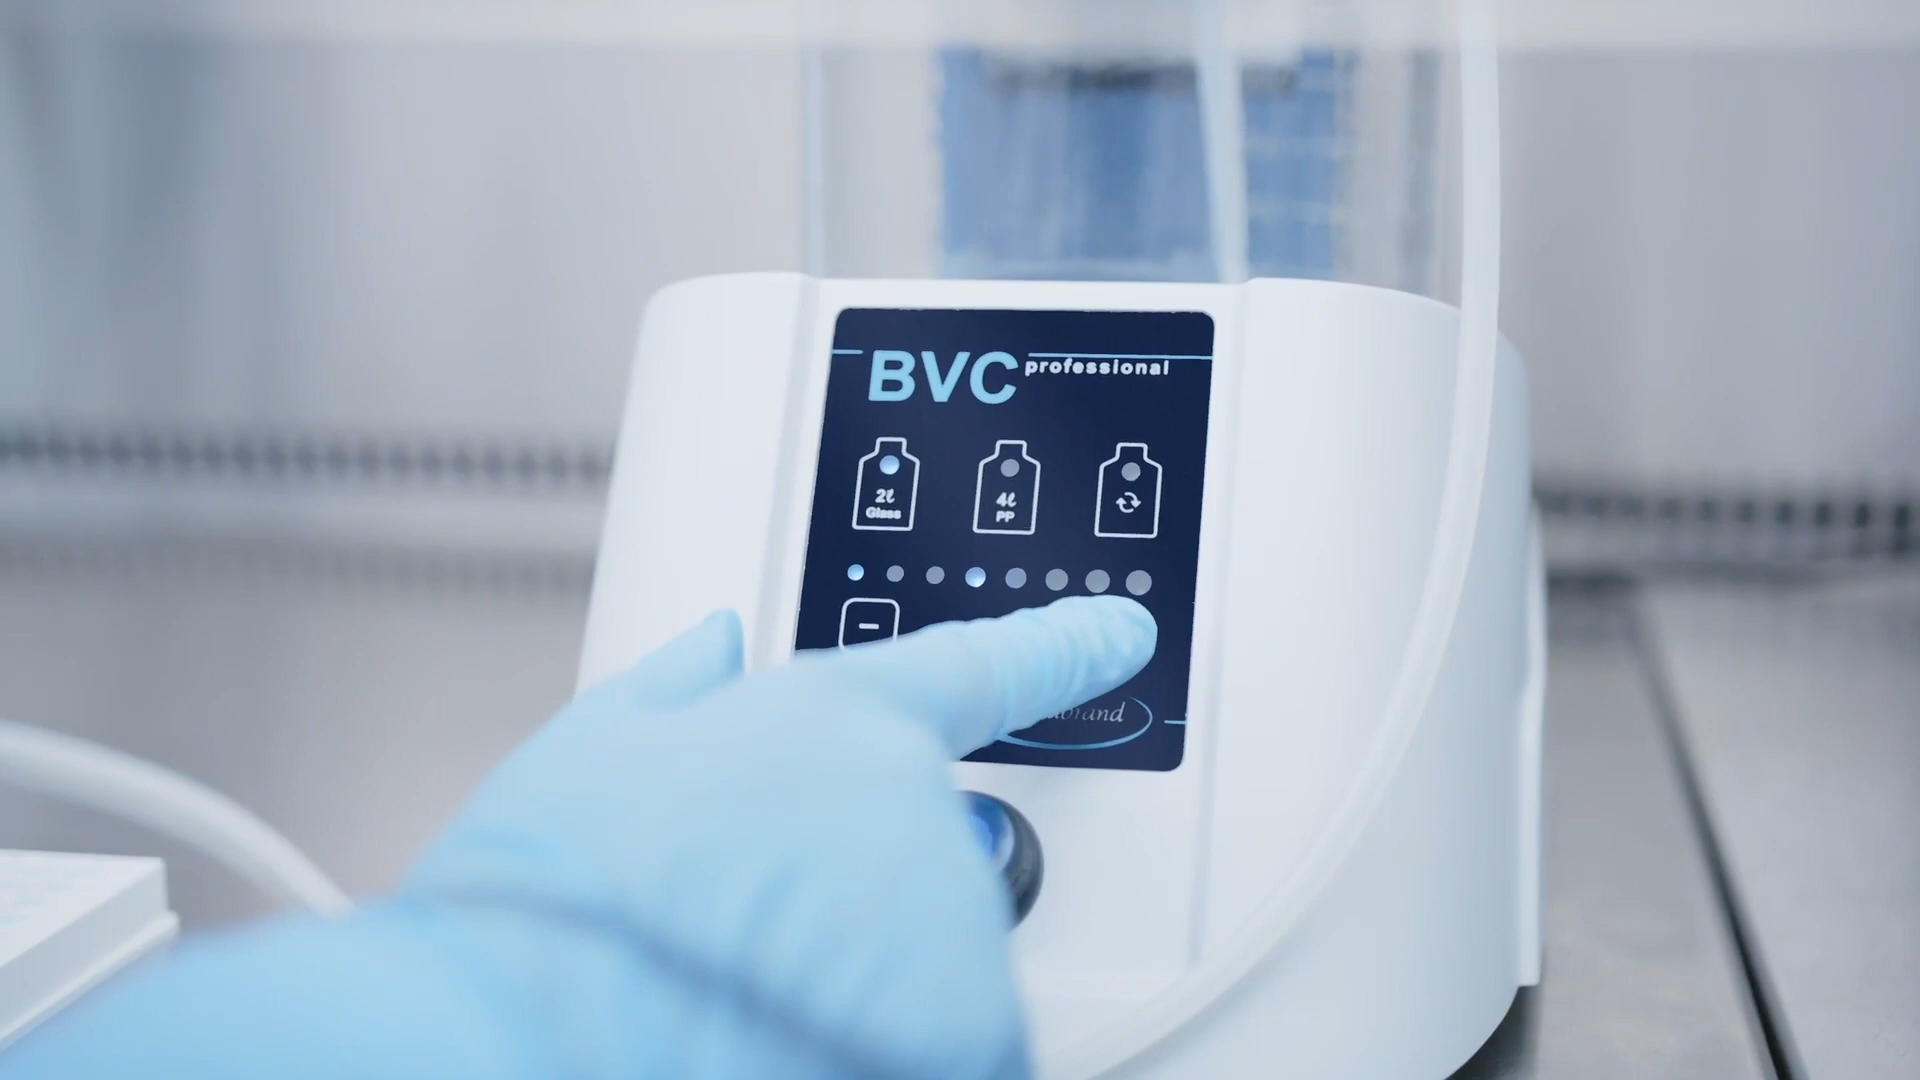 BVC professional
2ℓ 4ℓ
Glass PP
-